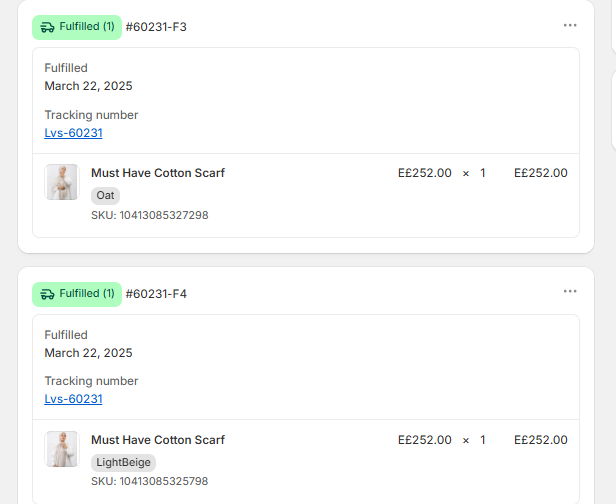 Fulfilled (1) #60231-F3
Fulfilled
March 22, 2025
Tracking number
Lvs-60231
Must Have Cotton Scarf E£252.00 × 1 E£252.00
Oat
SKU: 10413085327298
Fulfilled (1) #60231-F4
Fulfilled
March 22, 2025
Tracking number
Lvs-60231
Must Have Cotton Scarf E£252.00 × 1 E£252.00
LightBeige
SKU: 10413085325798